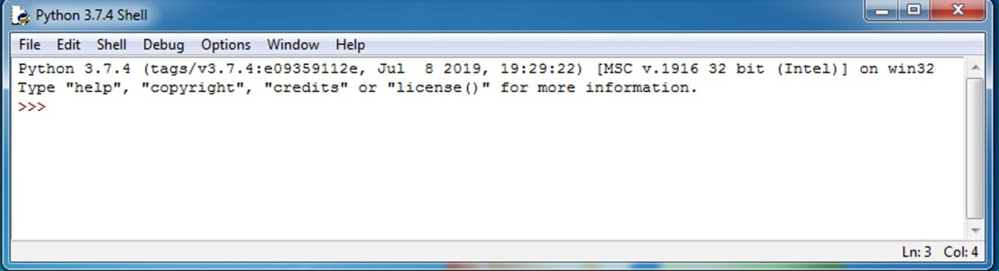 Python 3.7.4 Shell
File Edit Shell Debug Options Window Help
Python 3.7.4 (tags/v3.7.4:e09359112e, Jul  8 2019, 19:29:22) [MSC v.1916 32 bit (Intel)] on win32
Type "help", "copyright", "credits" or "license()" for more information.
>>>
Ln: 3 Col: 4